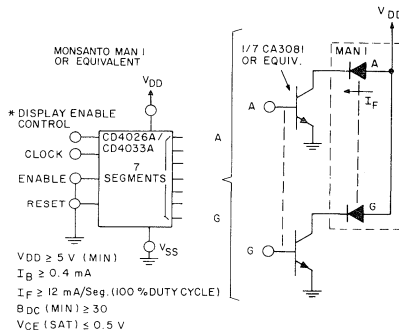 MONSANTO MAN 1
OR EQUIVALENT
VDD
* DISPLAY ENABLE
CONTROL
CLOCK
ENABLE
RESET
CD4026A/
CD4033A
7
SEGMENTS
VSS
A
G
1/7 CA3081
OR EQUIV.
MAN 1
VDD
A
A
IF
G
G
VDD ≥ 5 V (MIN)
IB ≥ 0.4 mA
IF ≥ 12 mA/Seg. (100 % DUTY CYCLE)
BDC (MIN) ≥ 30
VCE (SAT) ≤ 0.5 V